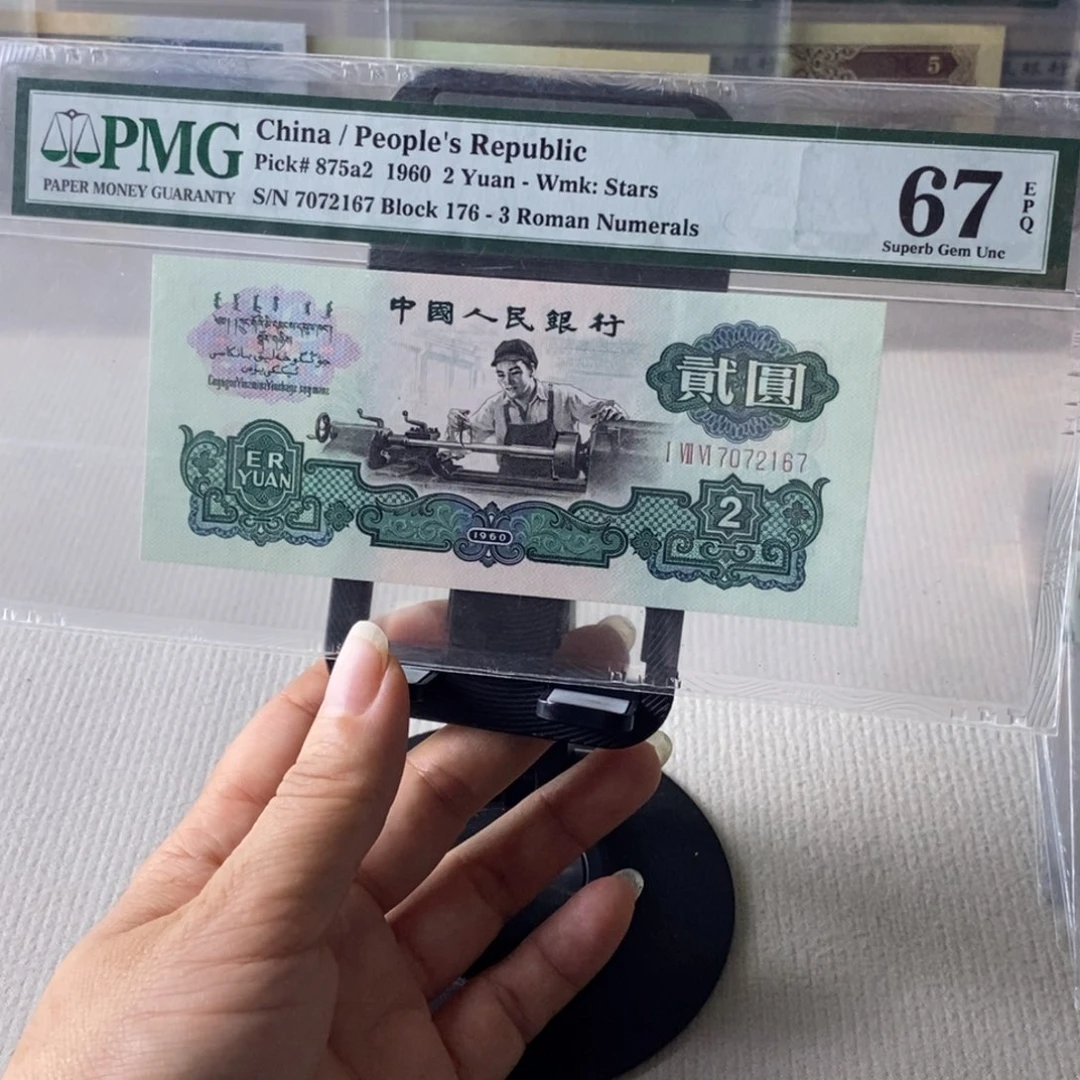 5
PMG
PAPER MONEY GUARANTY
China / People's Republic
Pick# 875a2 1960 2 Yuan - Wmk: Stars
S/N 7072167 Block 176 - 3 Roman Numerals
67
EPQ
Superb Gem Unc
中國人民銀行
貳圓
I VII VI 7072167
ER
YUAN
2
1960